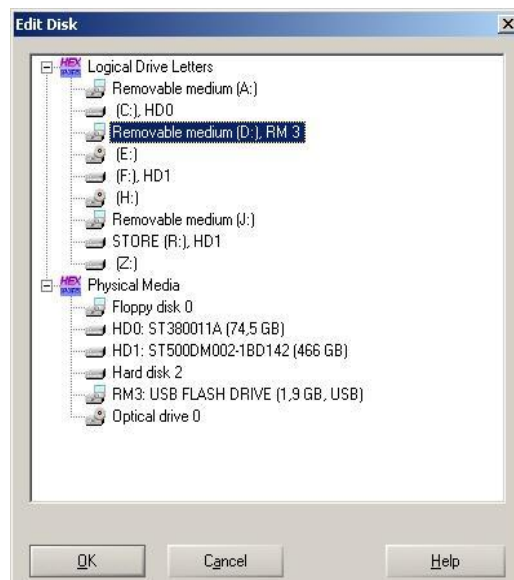 Edit Disk
HEX
Logical Drive Letters
Removable medium (A:)
(C:), HD0
Removable medium (D:), RM 3
(E:)
(F:), HD1
(H:)
Removable medium (J:)
STORE (R:), HD1
(Z:)
HEX
Physical Media
Floppy disk 0
HD0: ST380011A (74,5 GB)
HD1: ST500DM002-1BD142 (466 GB)
Hard disk 2
RM3: USB FLASH DRIVE (1,9 GB, USB)
Optical drive 0
OK
Cancel
Help